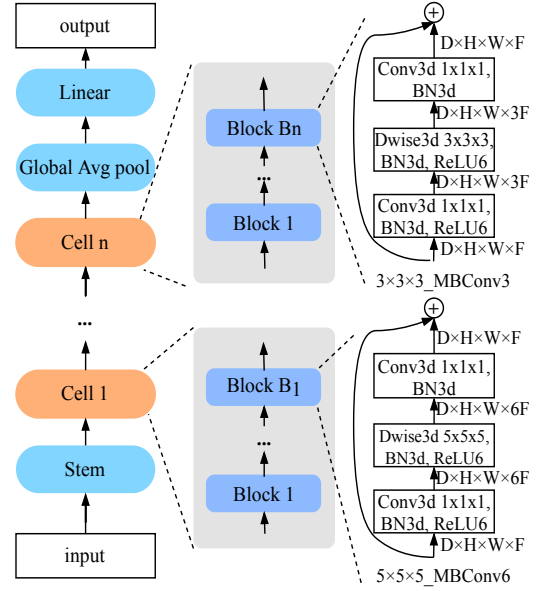 output
Linear
Global Avg pool
Cell n
...
Cell 1
Stem
input
Block Bn
...
Block 1
Block B1
...
Block 1
+
D×H×W×F
Conv3d 1x1x1,
BN3d
D×H×W×3F
Dwise3d 3x3x3,
BN3d, ReLU6
D×H×W×3F
Conv3d 1x1x1,
BN3d, ReLU6
D×H×W×F
3×3×3_MBConv3
+
D×H×W×F
Conv3d 1x1x1,
BN3d
D×H×W×6F
Dwise3d 5x5x5,
BN3d, ReLU6
D×H×W×6F
Conv3d 1x1x1,
BN3d, ReLU6
D×H×W×F
5×5×5_MBConv6